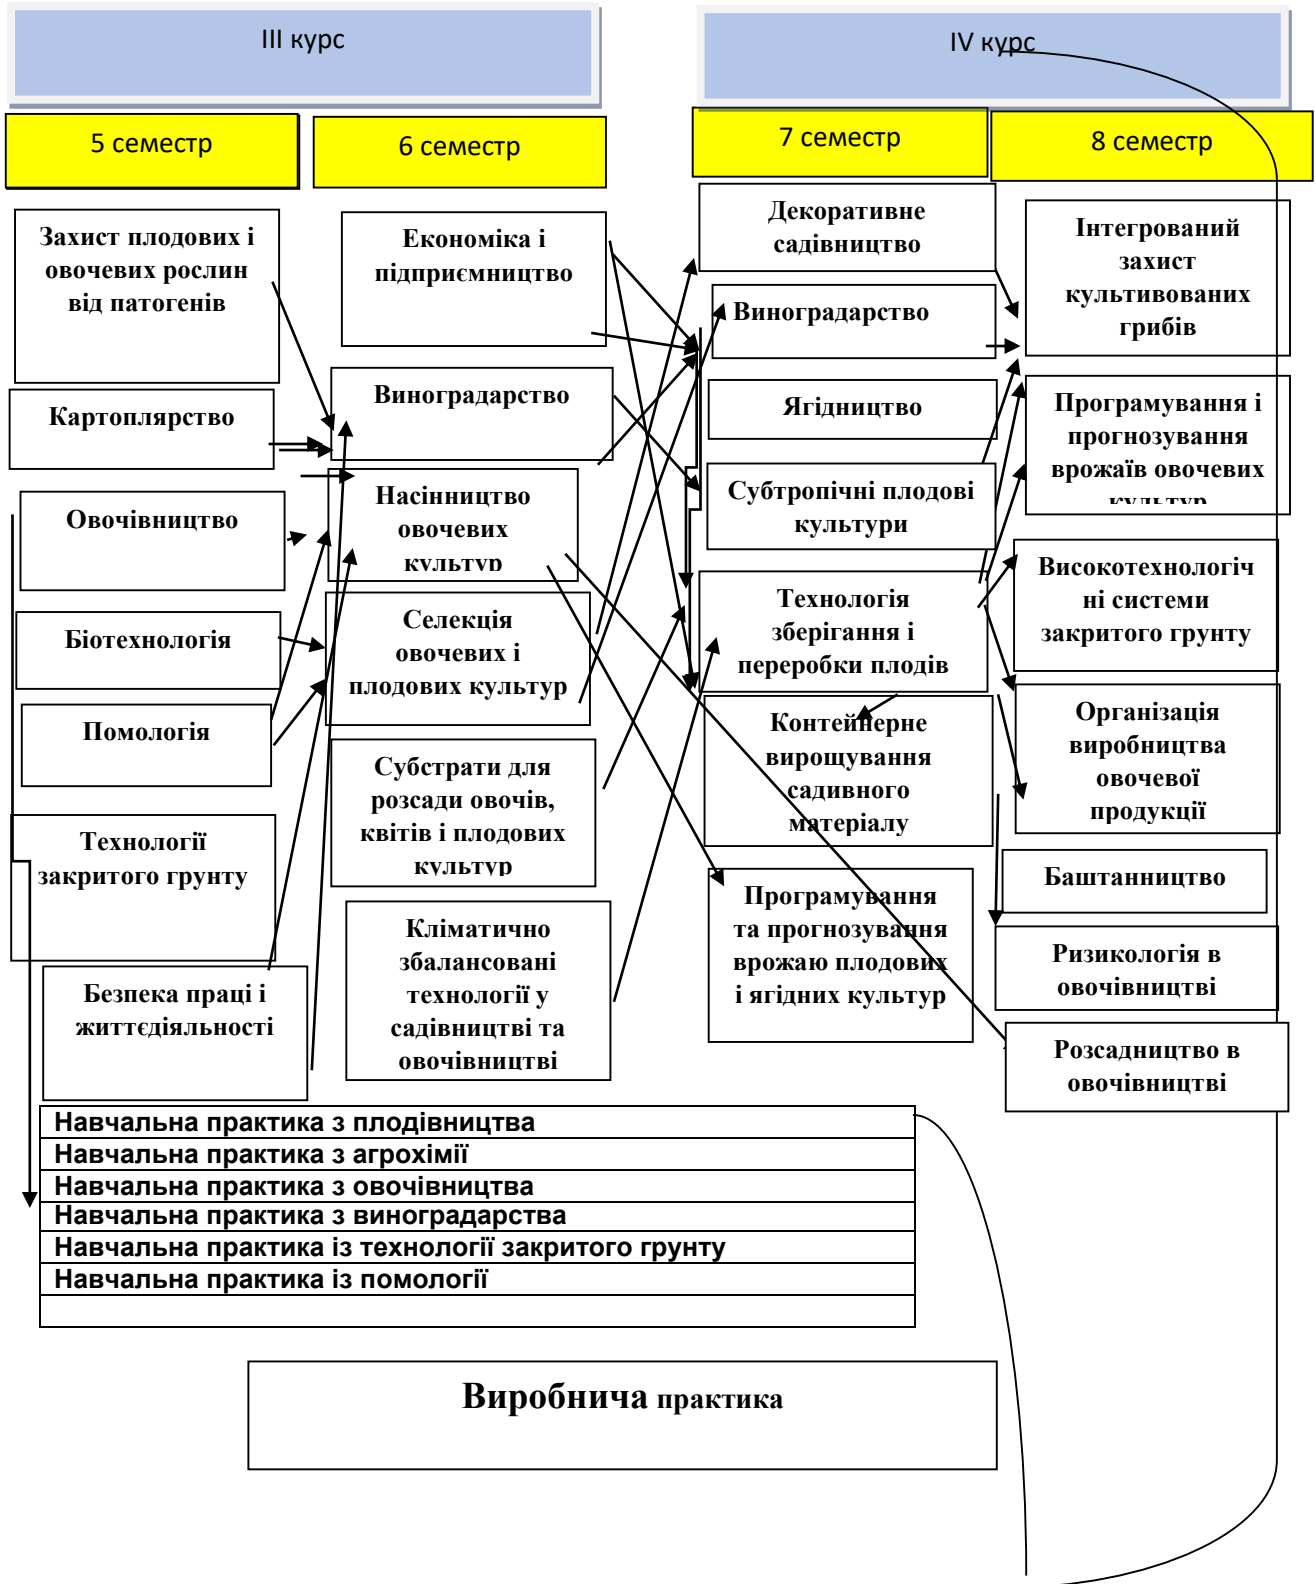 III курс
IV курс
5 семестр
6 семестр
7 семестр
8 семестр
Захист плодових і
овочевих рослин
від патогенів
Картоплярство
Овочівництво
Біотехнологія
Помологія
Технології
закритого грунту
Безпека праці і
життєдіяльності
Економіка і
підприємництво
Виноградарство
Насінництво
овочевих
культур
Селекція
овочевих і
плодових культур
Субстрати для
розсади овочів,
квітів і плодових
культур
Кліматично
збалансовані
технології у
садівництві та
овочівництві
Декоративне
садівництво
Виноградарство
Ягідництво
Субтропічні плодові
культури
Технологія
зберігання і
переробки плодів
Контейнерне
вирощування
садивного
матеріалу
Програмування
та прогнозування
врожаю плодових
і ягідних культур
Інтегрований
захист
культивованих
грибів
Програмування і
прогнозування
врожаїв овочевих
культур
Високотехнологіч
ні системи
закритого грунту
Організація
виробництва
овочевої
продукції
Баштанництво
Ризикологія в
овочівництві
Розсадництво в
овочівництві
Навчальна практика з плодівництва
Навчальна практика з агрохімії
Навчальна практика з овочівництва
Навчальна практика з виноградарства
Навчальна практика із технології закритого грунту
Навчальна практика із помології
Виробнича практика